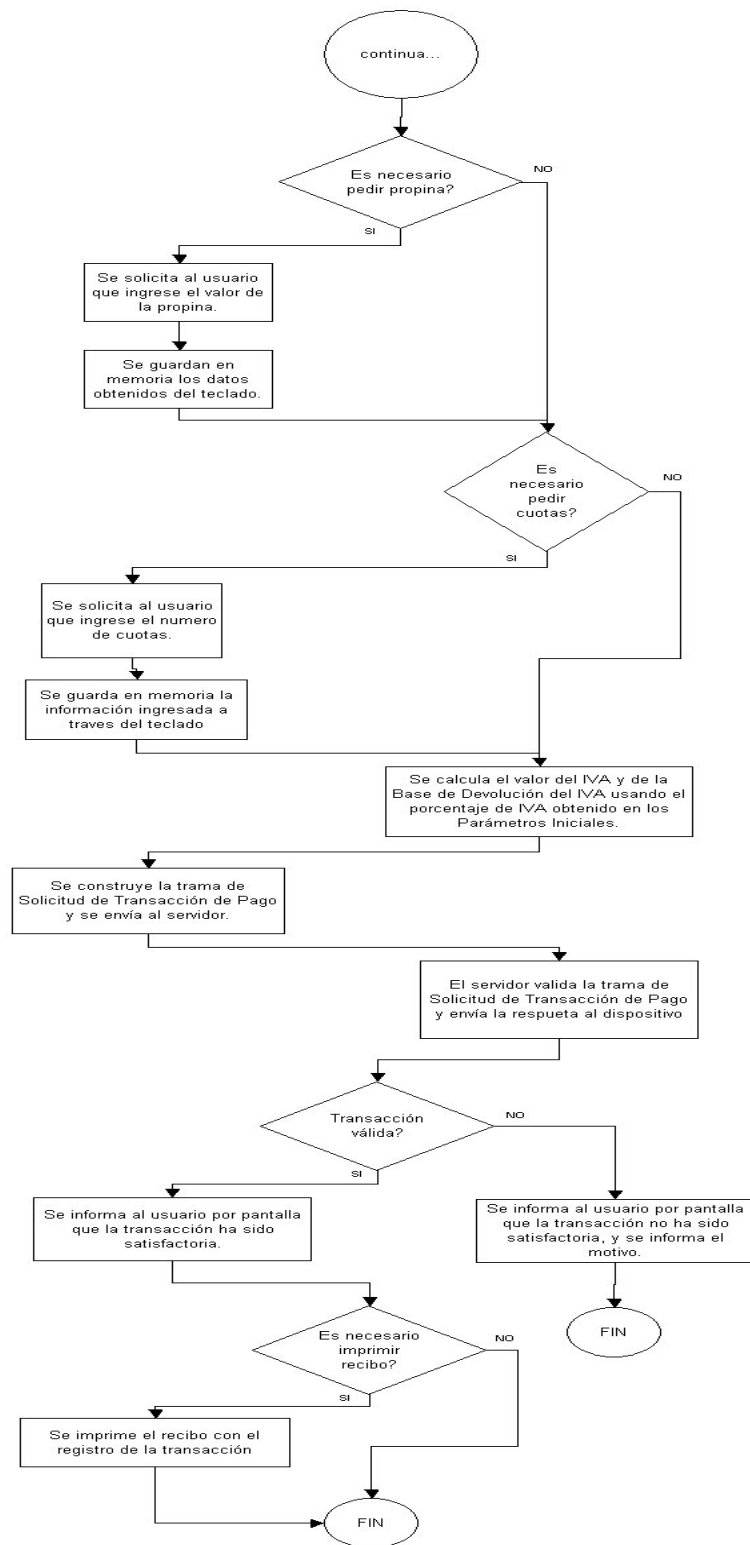 continua...
Es necesario
pedir propina?
NO
SI
Se solicita al usuario
que ingrese el valor de
la propina.
Se guardan en
memoria los datos
obtenidos del teclado.
Es
necesario
pedir
cuotas?
NO
SI
Se solicita al usuario
que ingrese el numero
de cuotas.
Se guarda en memoria la
información ingresada a
traves del teclado
Se calcula el valor del IVA y de la
Base de Devolución del IVA usando el
porcentaje de IVA obtenido en los
Parámetros Iniciales.
Se construye la trama de
Solicitud de Transacción de Pago
y se envía al servidor.
El servidor valida la trama de
Solicitud de Transacción de Pago
y envía la respueta al dispositivo
Transacción
válida?
NO
SI
Se informa al usuario por pantalla
que la transacción ha sido
satisfactoria.
Se informa al usuario por pantalla
que la transacción no ha sido
satisfactoria, y se informa el
motivo.
FIN
Es necesario
imprimir
recibo?
NO
SI
Se imprime el recibo con el
registro de la transacción
FIN